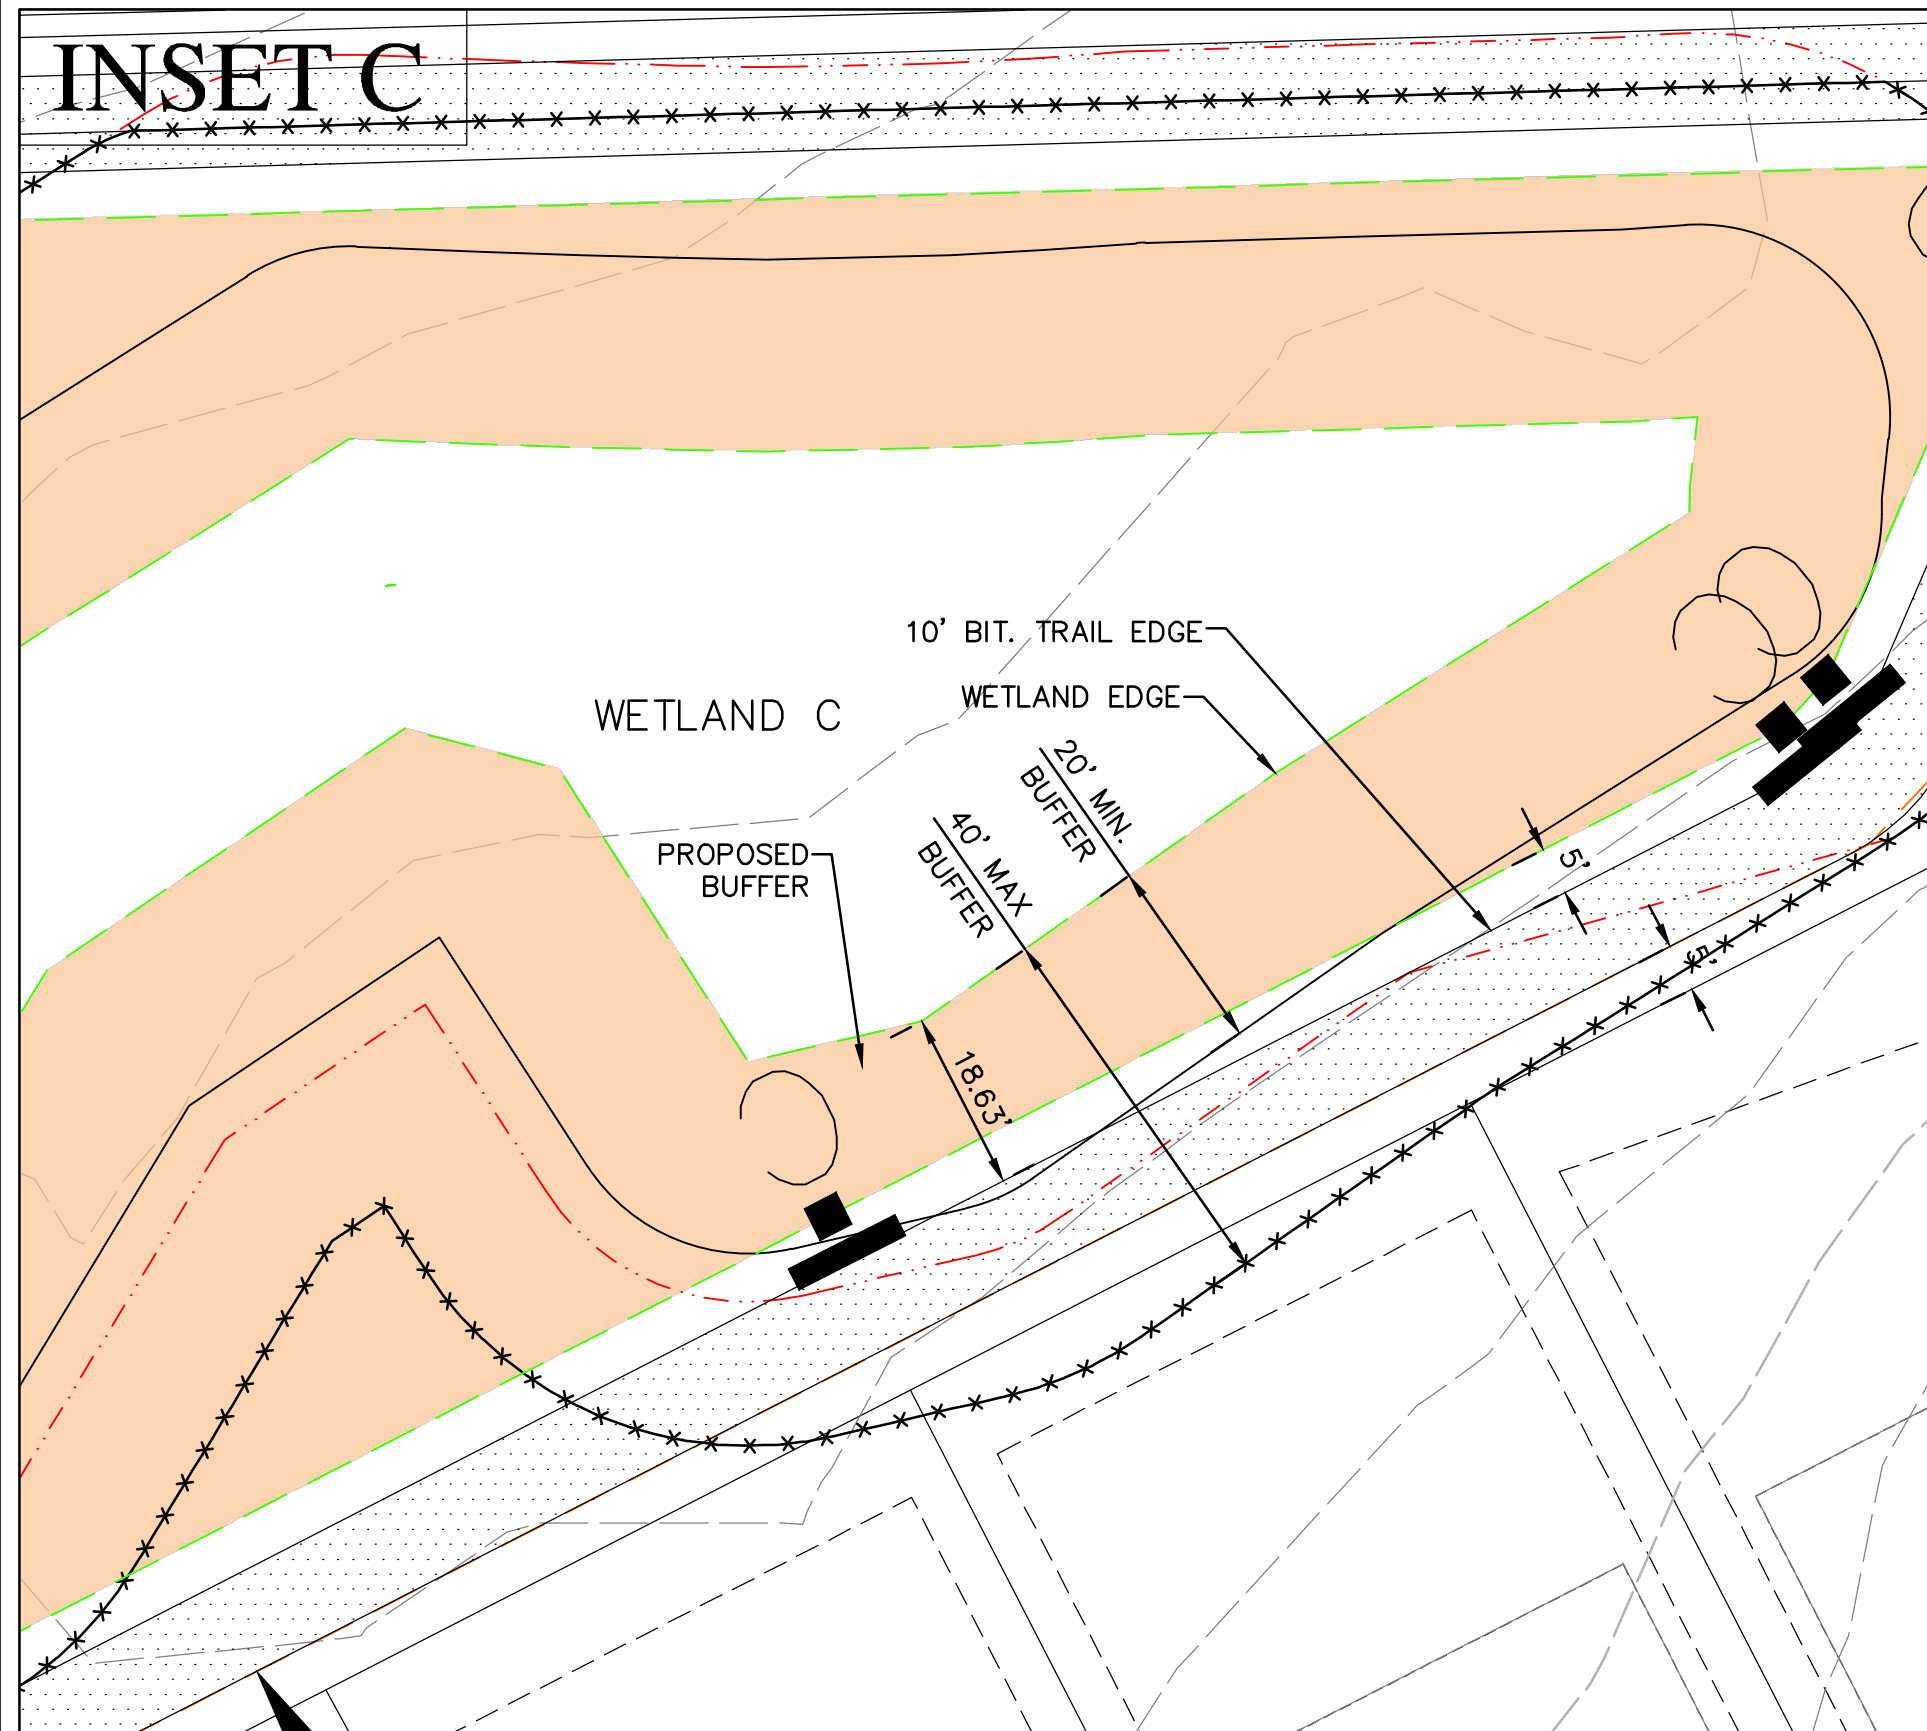 INSET C
10' BIT. TRAIL EDGE
WETLAND EDGE
WETLAND C
20' MIN.
BUFFER
40' MAX
BUFFER
PROPOSED
BUFFER
5'
5'
18.63'